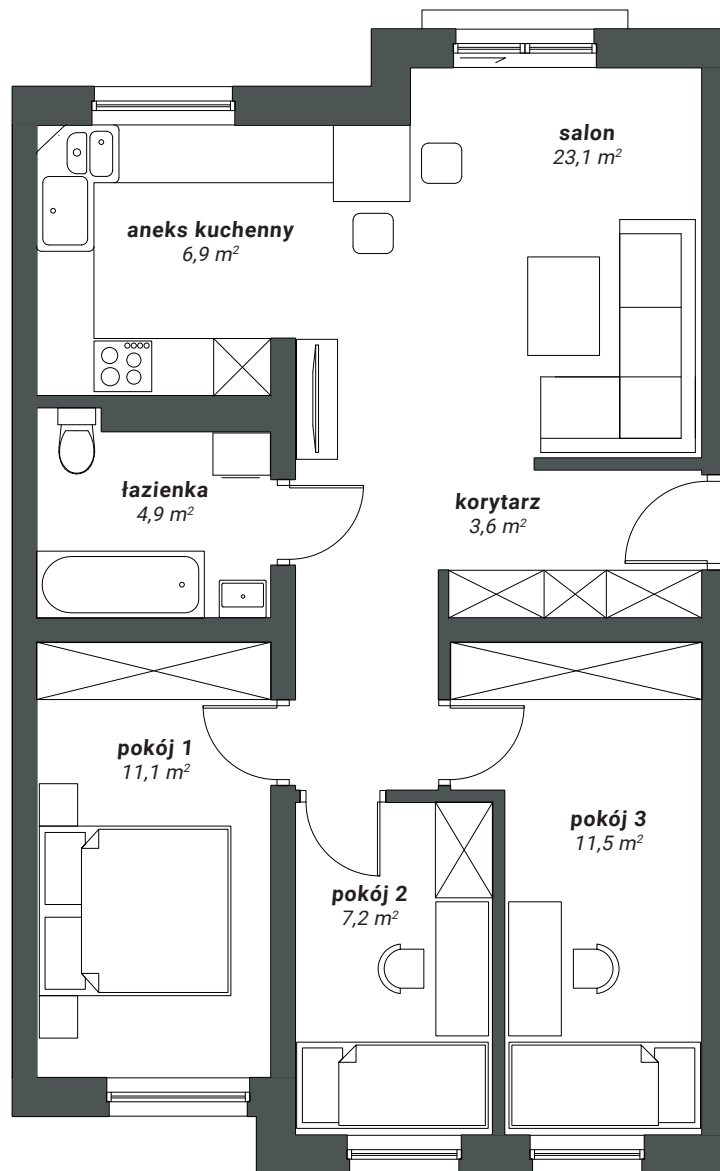 salon
23,1 m²
aneks kuchenny
6,9 m²
łazienka
4,9 m²
korytarz
3,6 m²
pokój 1
11,1 m²
pokój 3
11,5 m²
pokój 2
7,2 m²